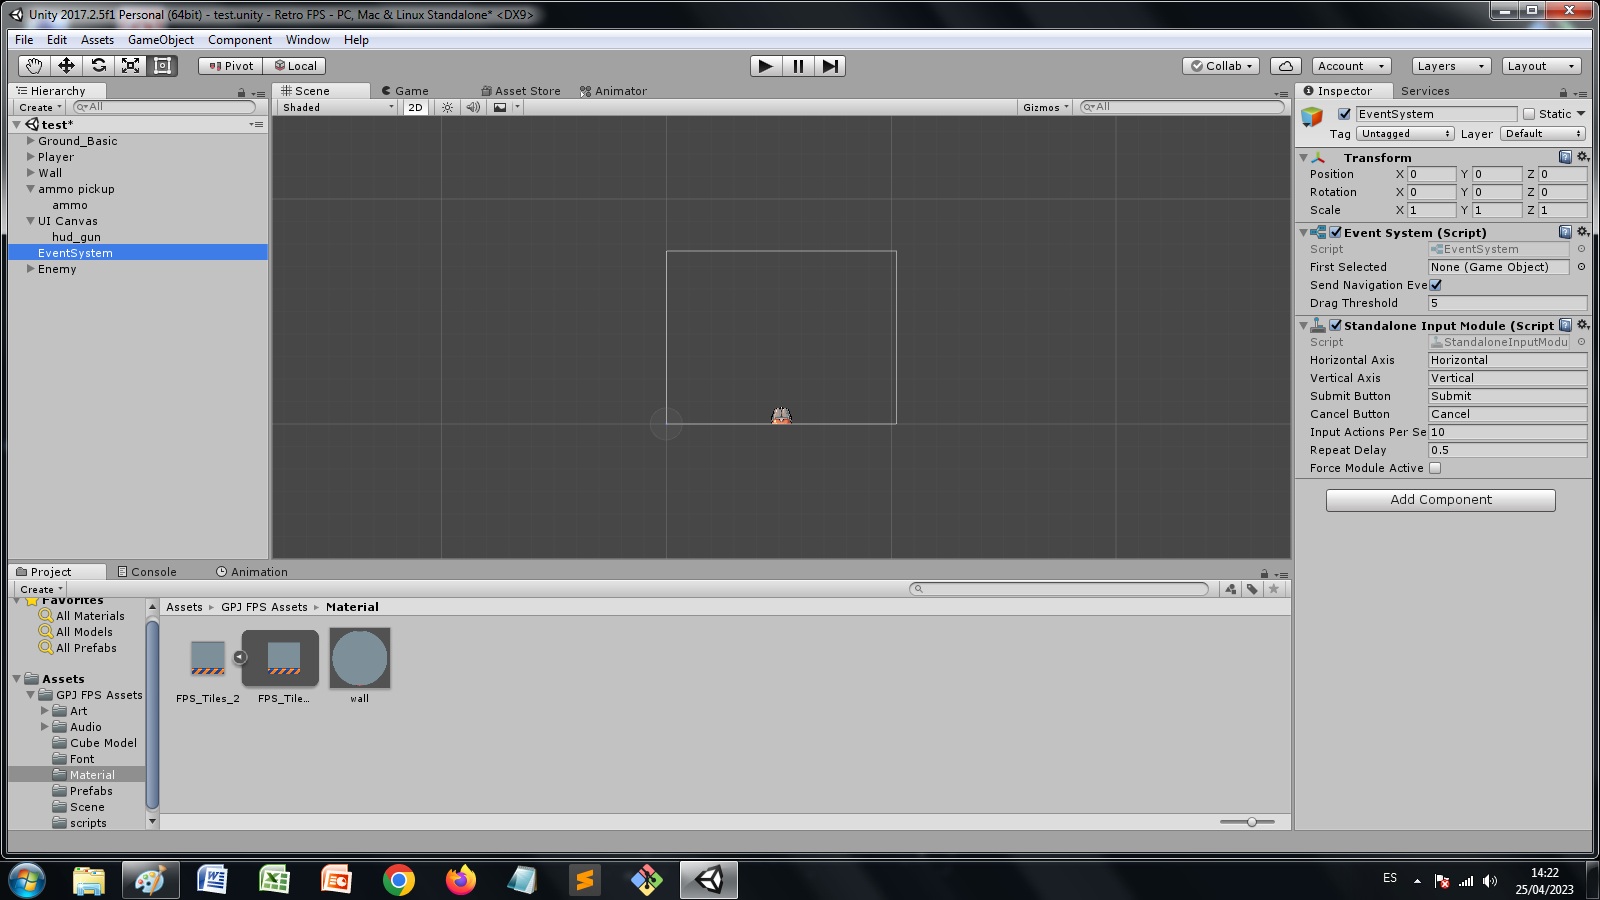 Unity 2017.2.5f1 Personal (64bit) - test.unity - Retro FPS - PC, Mac & Linux Standalone* <DX9>
File Edit Assets GameObject Component Window Help
Pivot Local Collab Account Layers Layout
Hierarchy
Create All
test*
Ground_Basic
Player
Wall
ammo pickup
ammo
UI Canvas
hud_gun
EventSystem
Enemy
Scene Game Asset Store Animator
Shaded 2D Gizmos All
Inspector Services
EventSystem Static
Tag Untagged Layer Default
Transform
Position X 0 Y 0 Z 0
Rotation X 0 Y 0 Z 0
Scale X 1 Y 1 Z 1
Event System (Script)
Script EventSystem
First Selected None (Game Object)
Send Navigation Eve
Drag Threshold 5
Standalone Input Module (Script
Script StandaloneInputModu
Horizontal Axis Horizontal
Vertical Axis Vertical
Submit Button Submit
Cancel Button Cancel
Input Actions Per Se 10
Repeat Delay 0.5
Force Module Active
Add Component
Project Console Animation
Create
Favorites
All Materials
All Models
All Prefabs
Assets
GPJ FPS Assets
Art
Audio
Cube Model
Font
Material
Prefabs
Scene
scripts
Assets GPJ FPS Assets Material
FPS_Tiles_2 FPS_Tile... wall
ES 14:22
25/04/2023